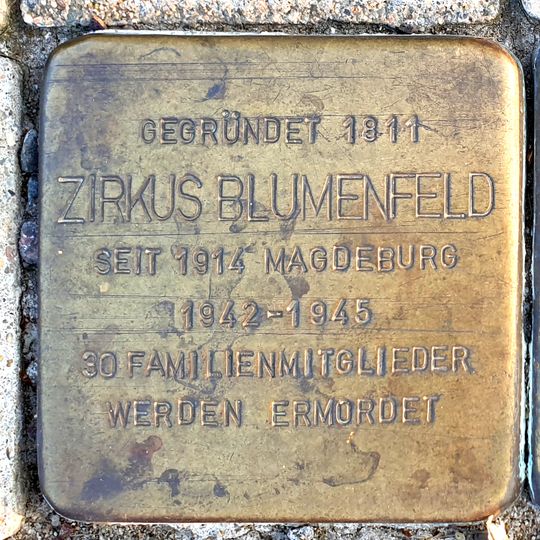 GEGRÜNDET 1811
ZIRKUS BLUMENFELD
SEIT 1914 MAGDEBURG
1942-1945
30 FAMILIENMITGLIEDER
WERDEN ERMORDET